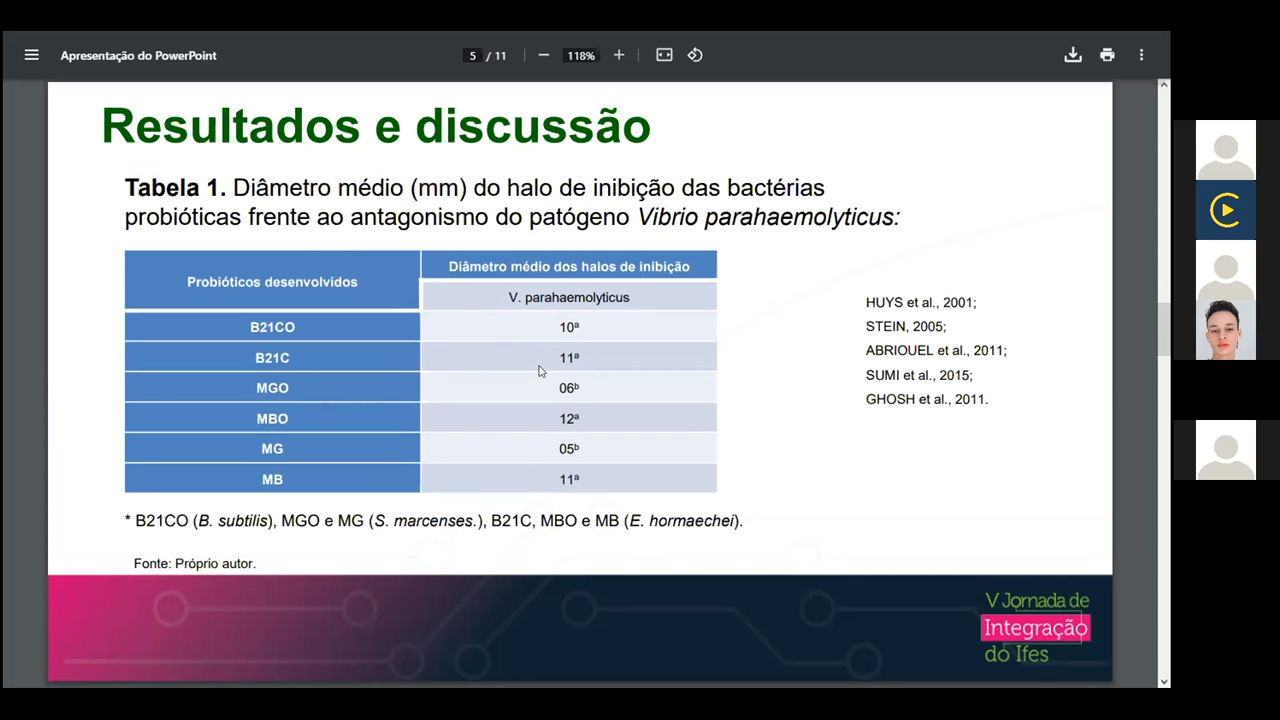 Apresentação do PowerPoint
5 / 11
118%
Resultados e discussão
Tabela 1. Diâmetro médio (mm) do halo de inibição das bactérias
probióticas frente ao antagonismo do patógeno Vibrio parahaemolyticus:
Probióticos desenvolvidos
Diâmetro médio dos halos de inibição
V. parahaemolyticus
B21CO 10ª
B21C 11ª
MGO 06ᵇ
MBO 12ª
MG 05ᵇ
MB 11ª
HUYS et al., 2001;
STEIN, 2005;
ABRIOUEL et al., 2011;
SUMI et al., 2015;
GHOSH et al., 2011.
* B21CO (B. subtilis), MGO e MG (S. marcenses.), B21C, MBO e MB (E. hormaechei).
Fonte: Próprio autor.
V Jornada de
Integração
do Ifes